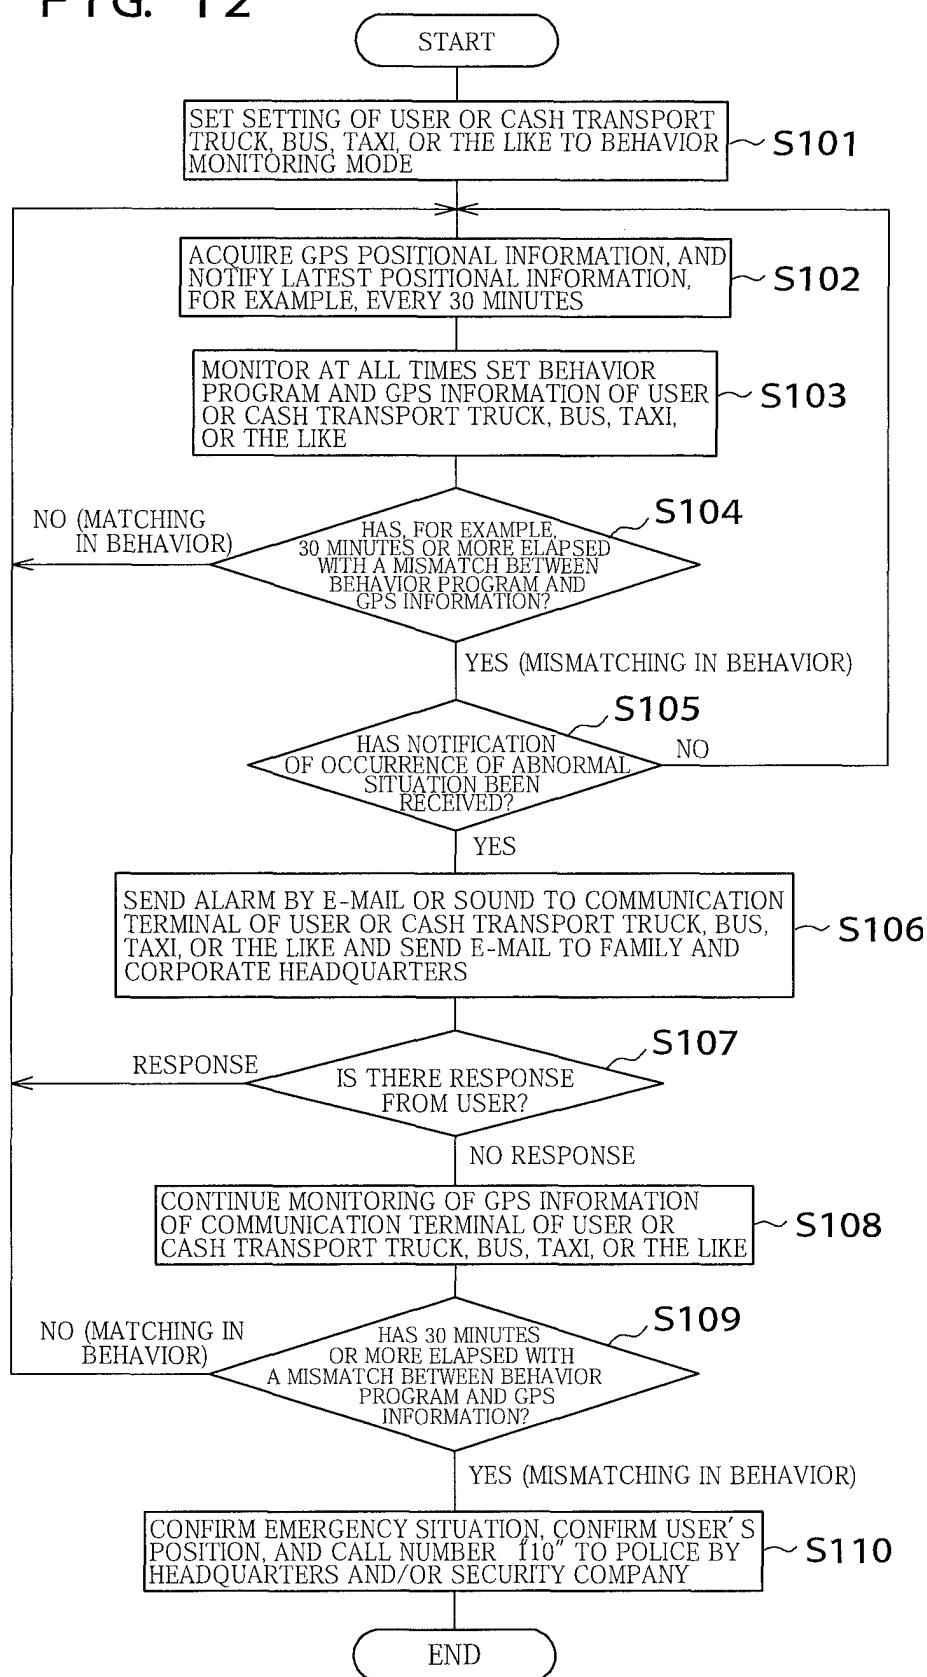 FIG. 12
START
SET SETTING OF USER OR CASH TRANSPORT
TRUCK, BUS, TAXI, OR THE LIKE TO BEHAVIOR
MONITORING MODE
S101
ACQUIRE GPS POSITIONAL INFORMATION, AND
NOTIFY LATEST POSITIONAL INFORMATION,
FOR EXAMPLE, EVERY 30 MINUTES
S102
MONITOR AT ALL TIMES SET BEHAVIOR
PROGRAM AND GPS INFORMATION OF USER
OR CASH TRANSPORT TRUCK, BUS, TAXI,
OR THE LIKE
S103
S104
NO (MATCHING
IN BEHAVIOR)
HAS, FOR EXAMPLE,
30 MINUTES OR MORE ELAPSED
WITH A MISMATCH BETWEEN
BEHAVIOR PROGRAM AND
GPS INFORMATION?
YES (MISMATCHING IN BEHAVIOR)
S105
HAS NOTIFICATION
OF OCCURRENCE OF ABNORMAL
SITUATION BEEN
RECEIVED?
NO
YES
SEND ALARM BY E-MAIL OR SOUND TO COMMUNICATION
TERMINAL OF USER OR CASH TRANSPORT TRUCK, BUS,
TAXI, OR THE LIKE AND SEND E-MAIL TO FAMILY AND
CORPORATE HEADQUARTERS
S106
S107
RESPONSE
IS THERE RESPONSE
FROM USER?
NO RESPONSE
CONTINUE MONITORING OF GPS INFORMATION
OF COMMUNICATION TERMINAL OF USER OR
CASH TRANSPORT TRUCK, BUS, TAXI, OR THE LIKE
S108
S109
NO (MATCHING IN
BEHAVIOR)
HAS 30 MINUTES
OR MORE ELAPSED WITH
A MISMATCH BETWEEN BEHAVIOR
PROGRAM AND GPS
INFORMATION?
YES (MISMATCHING IN BEHAVIOR)
CONFIRM EMERGENCY SITUATION, CONFIRM USER'S
POSITION, AND CALL NUMBER "110" TO POLICE BY
HEADQUARTERS AND/OR SECURITY COMPANY
S110
END